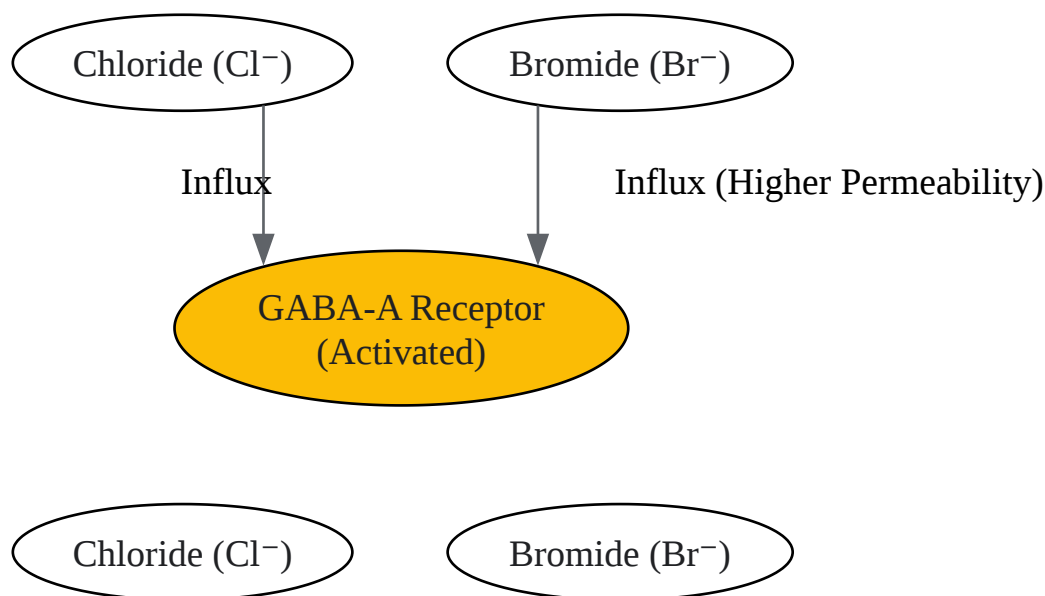 Chloride (Cl⁻)
Bromide (Br⁻)
Influx
Influx (Higher Permeability)
GABA-A Receptor
(Activated)
Chloride (Cl⁻)
Bromide (Br⁻)